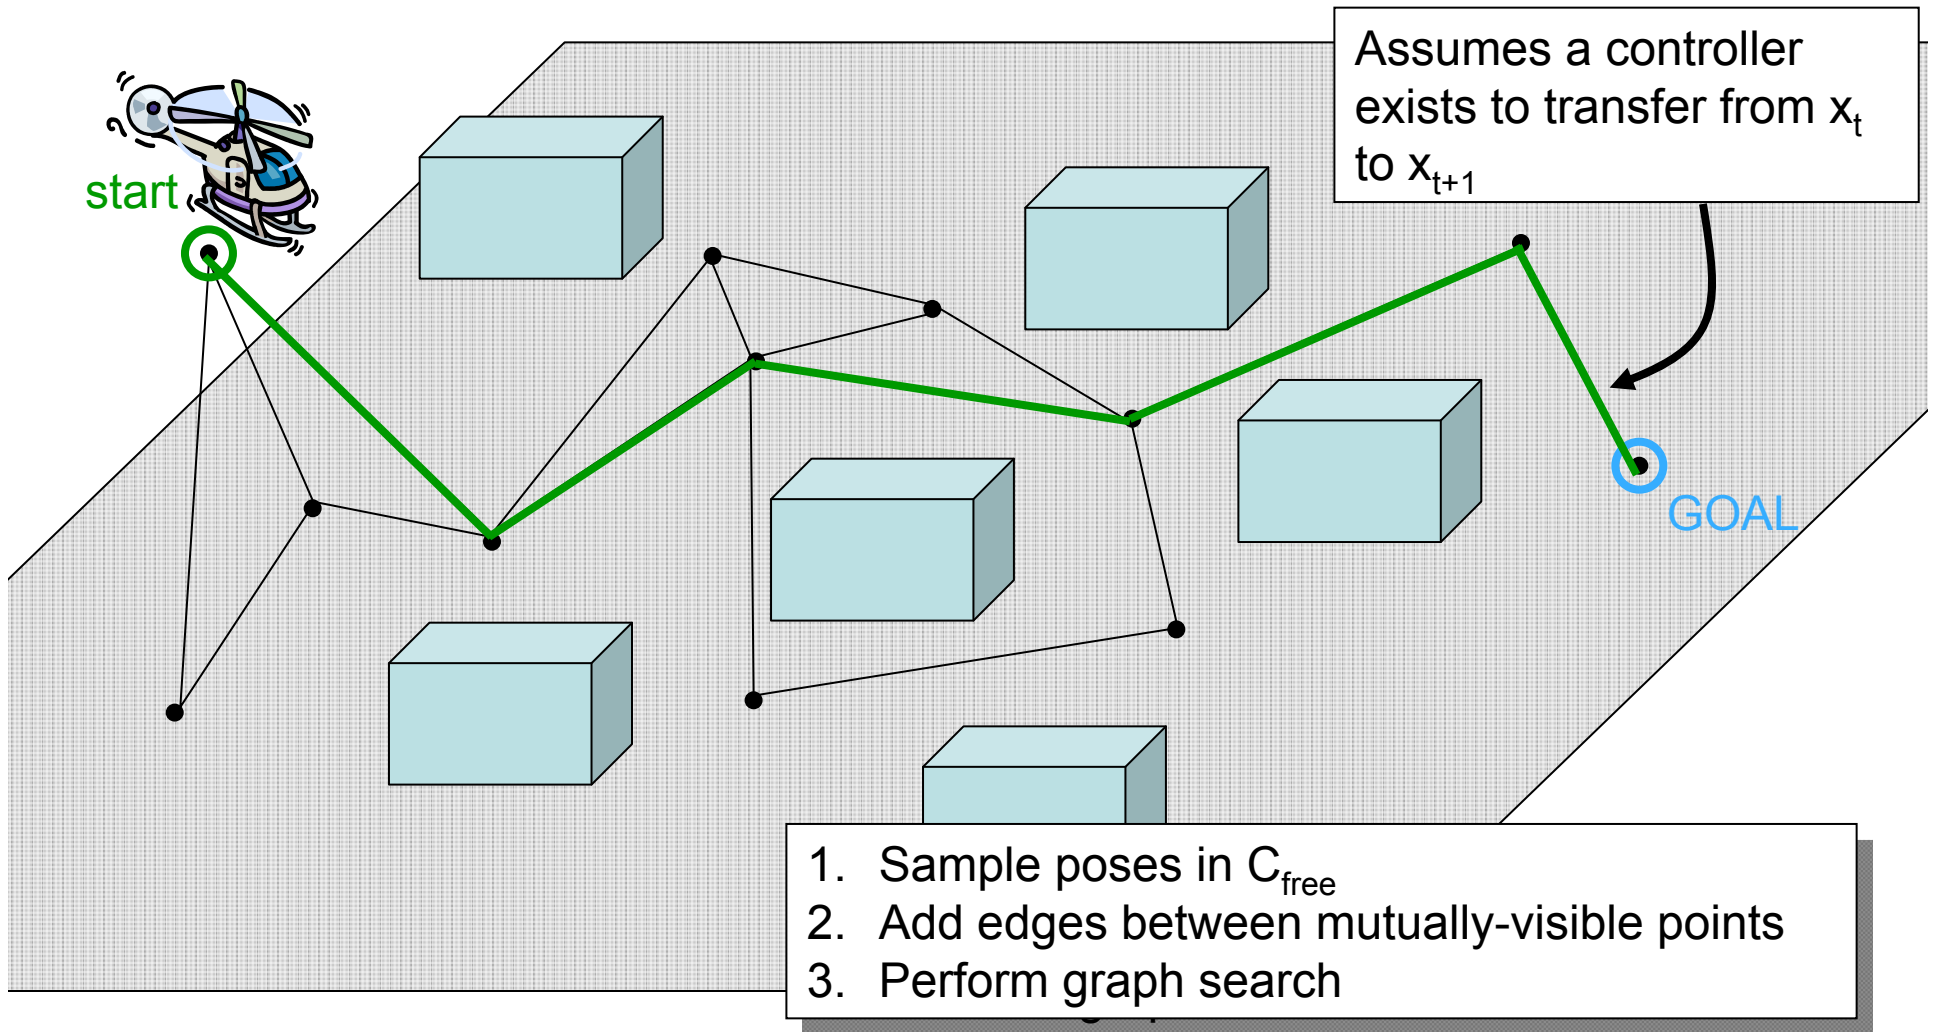 Assumes a controller
exists to transfer from xₜ
to xₜ₊₁
start
GOAL
1. Sample poses in C_free
2. Add edges between mutually-visible points
3. Perform graph search